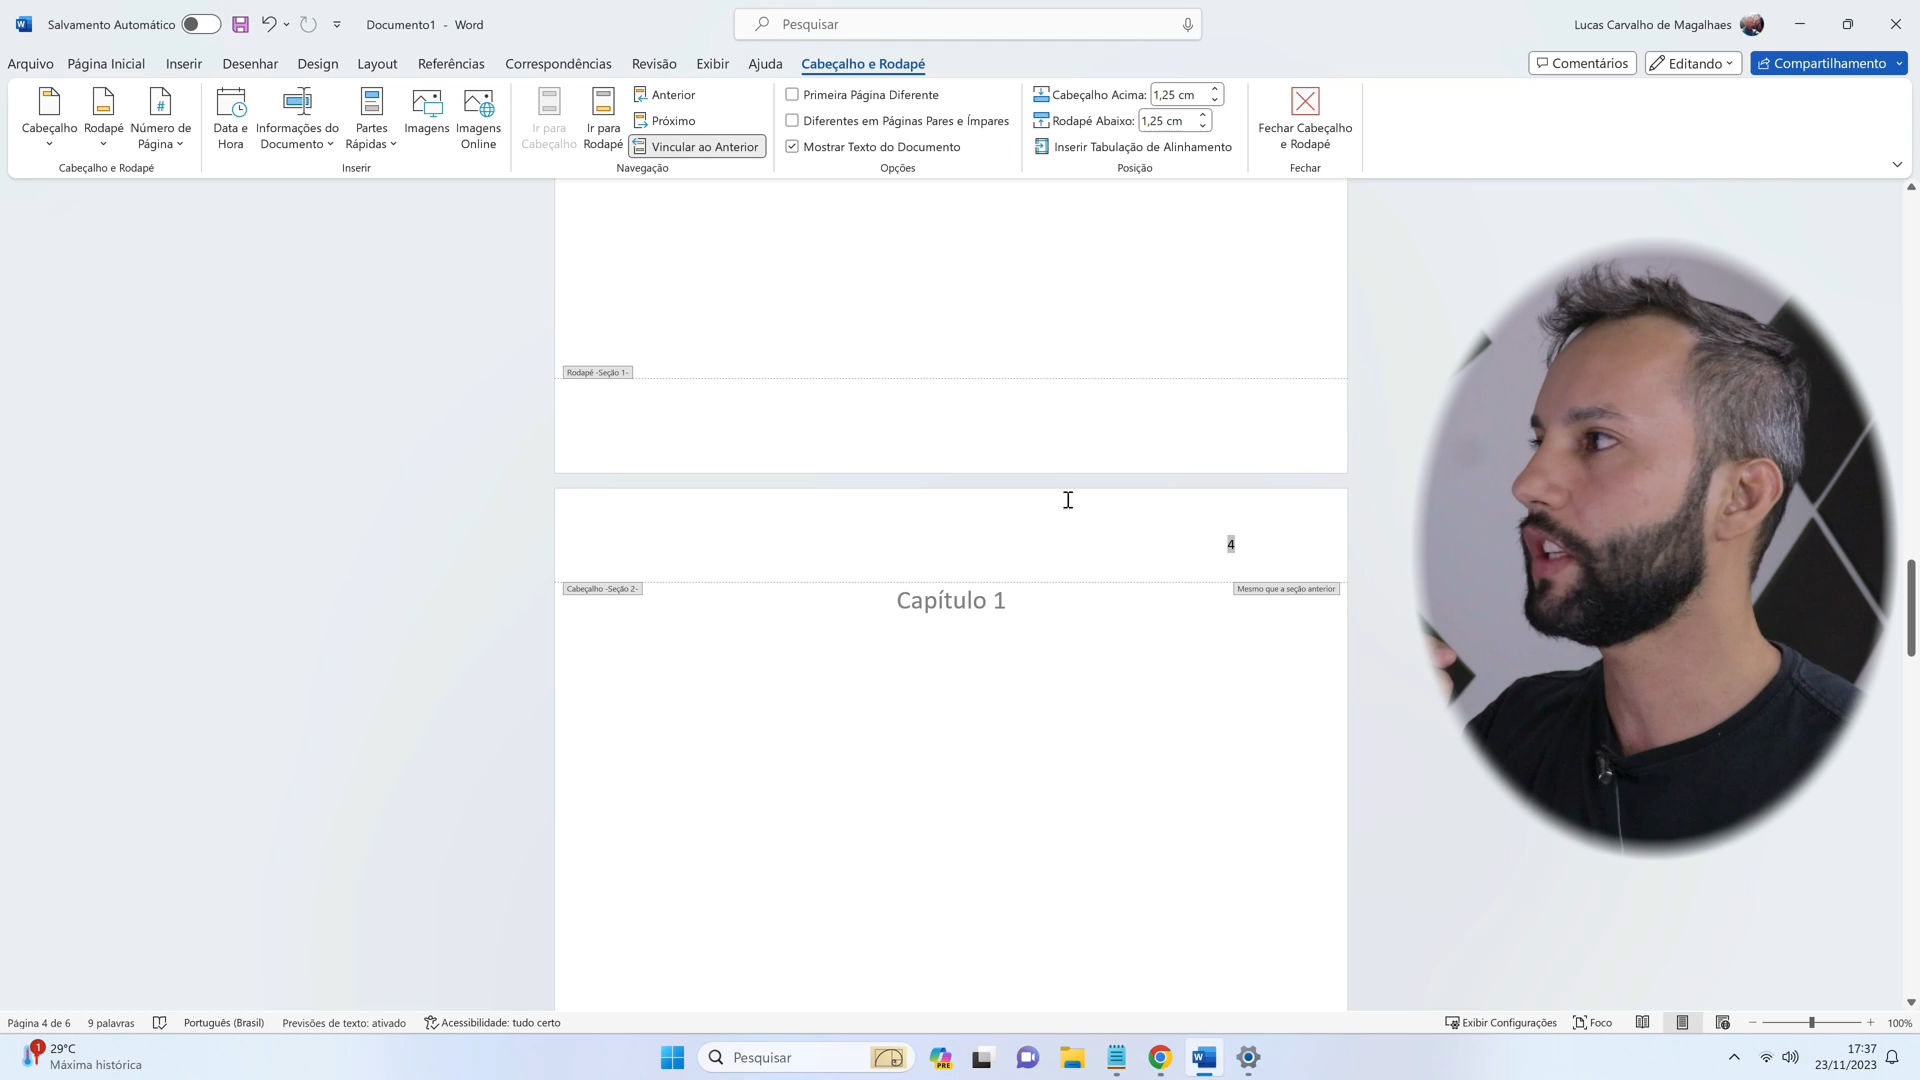 Salvamento Automático
Documento1 - Word
Pesquisar
Lucas Carvalho de Magalhaes
Arquivo Página Inicial Inserir Desenhar Design Layout Referências Correspondências Revisão Exibir Ajuda Cabeçalho e Rodapé
Comentários Editando Compartilhamento
Cabeçalho
Rodapé
Número de Página
Cabeçalho e Rodapé
Data e Hora
Informações do Documento
Partes Rápidas
Imagens
Imagens Online
Inserir
Ir para Cabeçalho
Ir para Rodapé
Anterior
Próximo
Vincular ao Anterior
Navegação
Primeira Página Diferente
Diferentes em Páginas Pares e Ímpares
Mostrar Texto do Documento
Opções
Cabeçalho Acima: 1,25 cm
Rodapé Abaixo: 1,25 cm
Inserir Tabulação de Alinhamento
Posição
Fechar Cabeçalho e Rodapé
Fechar
Rodapé -Seção 1-
4
Cabeçalho -Seção 2-
Mesmo que a seção anterior
Capítulo 1
Página 4 de 6 9 palavras Português (Brasil) Previsões de texto: ativado Acessibilidade: tudo certo
Exibir Configurações Foco 100%
1
29°C
Máxima histórica
Pesquisar
PRE
17:37
23/11/2023